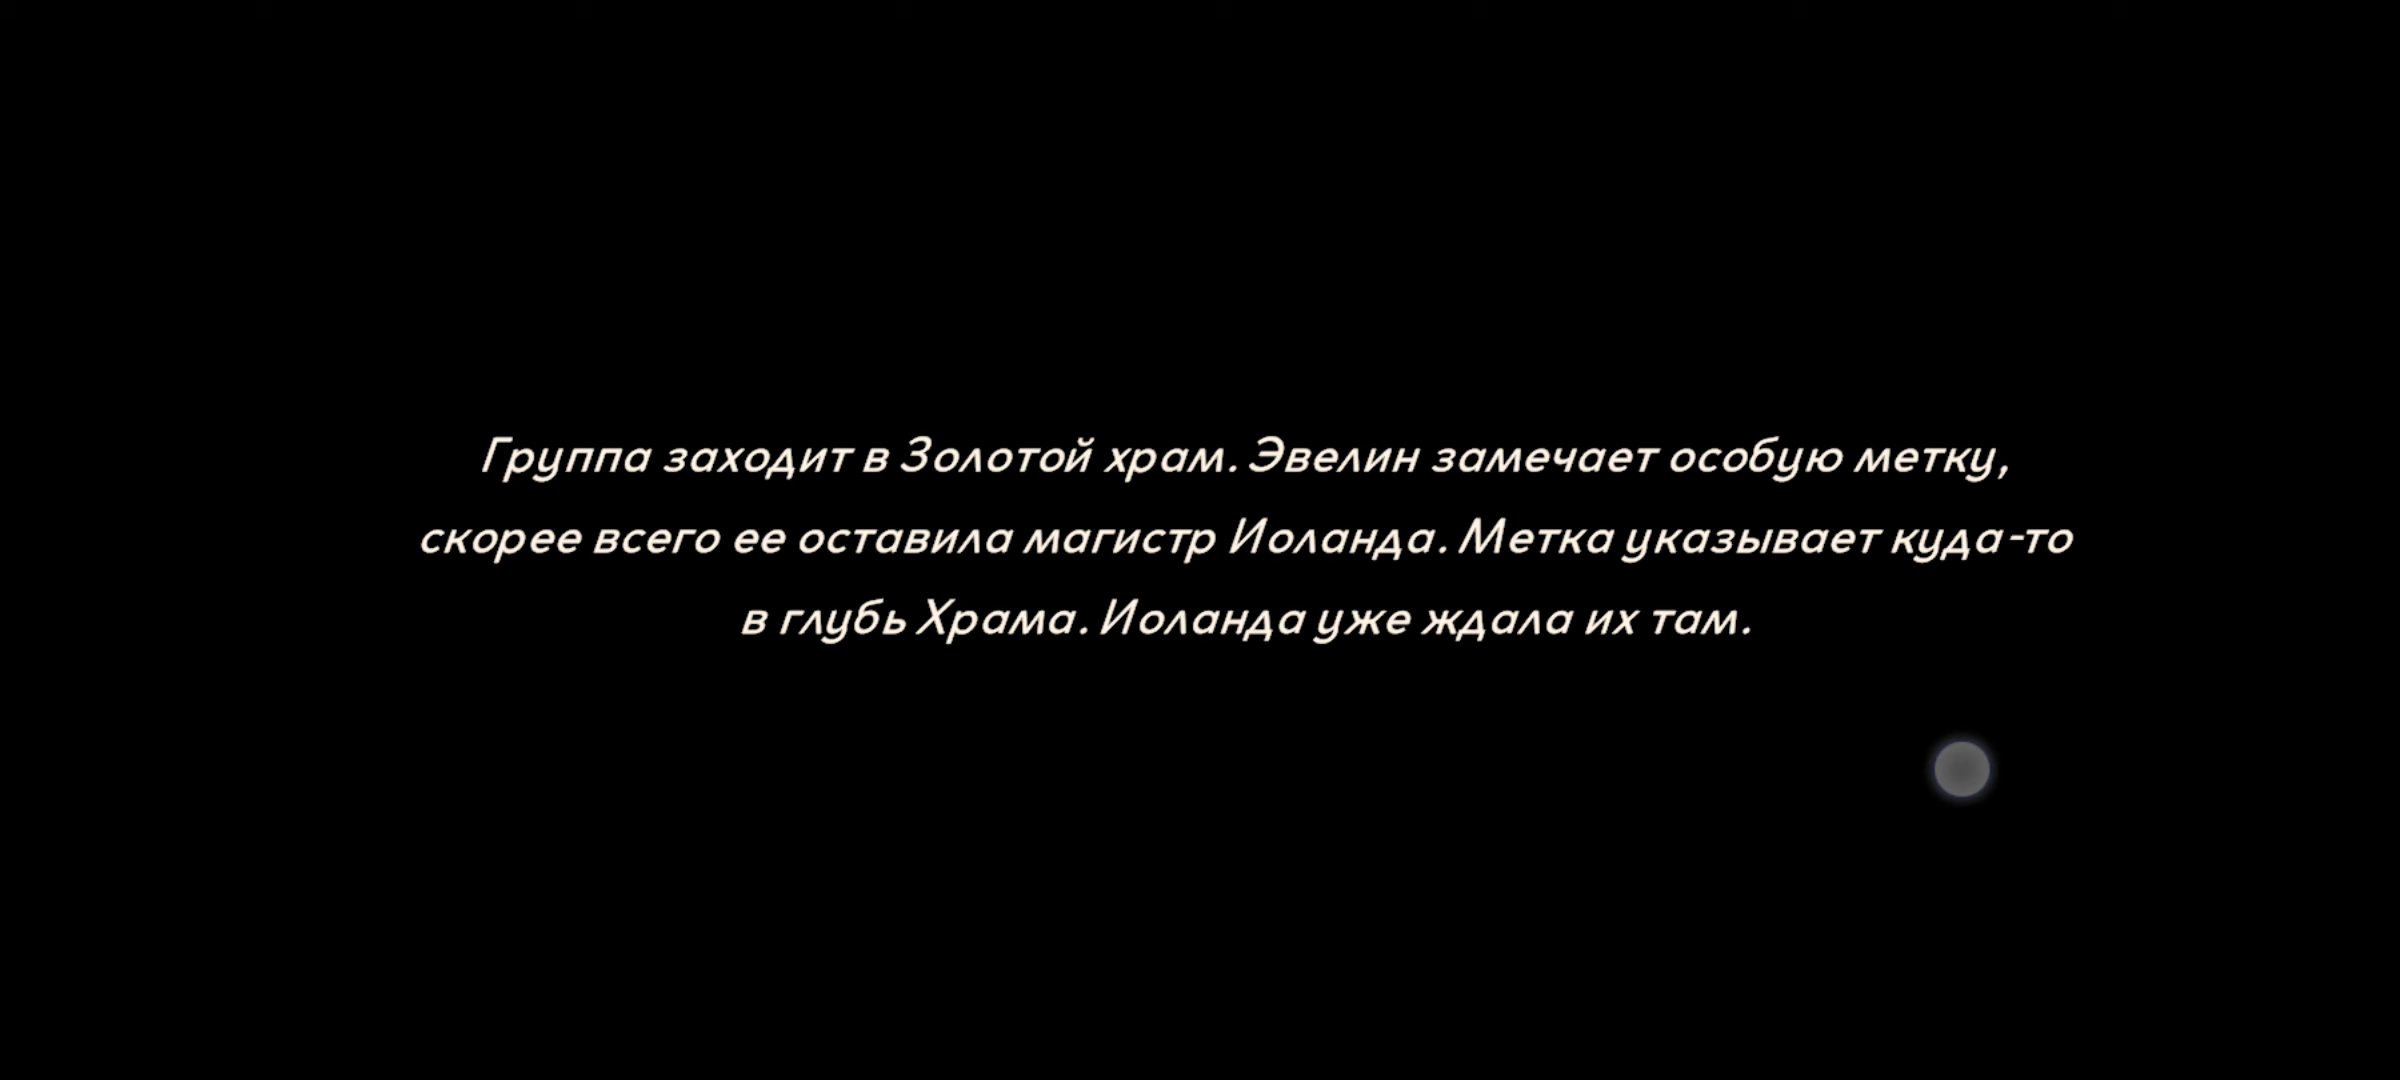 Группа заходит в Золотой храм. Эвелин замечает особую метку,
скорее всего ее оставила магистр Иоланда. Метка указывает куда-то
в глубь Храма. Иоланда уже ждала их там.